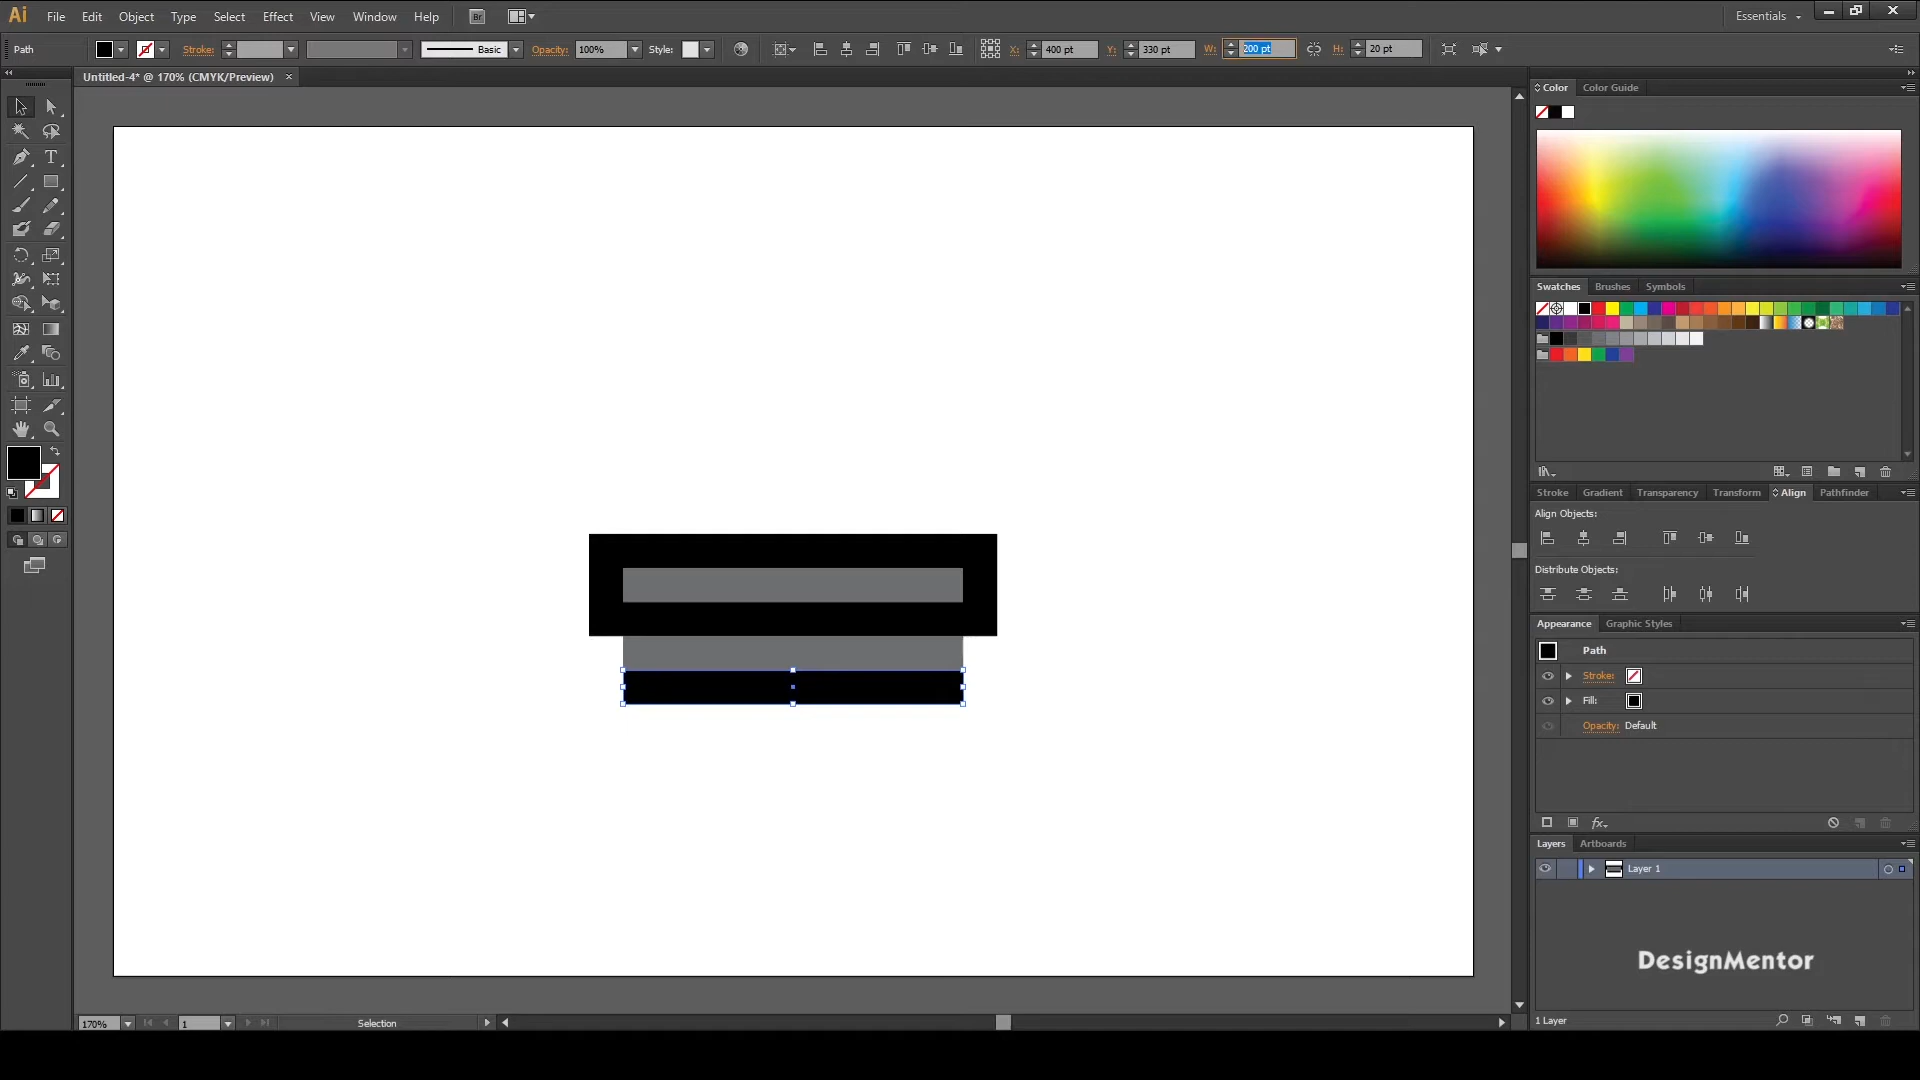 Ai File Edit Object Type Select Effect View Window Help Br Essentials
Path Stroke: Basic Opacity: 100% Style: X: 400 pt Y: 330 pt W: 200 pt H: 20 pt
Untitled-4* @ 170% (CMYK/Preview)
Color Color Guide
Swatches Brushes Symbols
Stroke Gradient Transparency Transform Align Pathfinder
Align Objects:
Distribute Objects:
Appearance Graphic Styles
Path
Stroke:
Fill:
Opacity: Default
fx
Layers Artboards
Layer 1
DesignMentor
1 Layer
170% 1 Selection